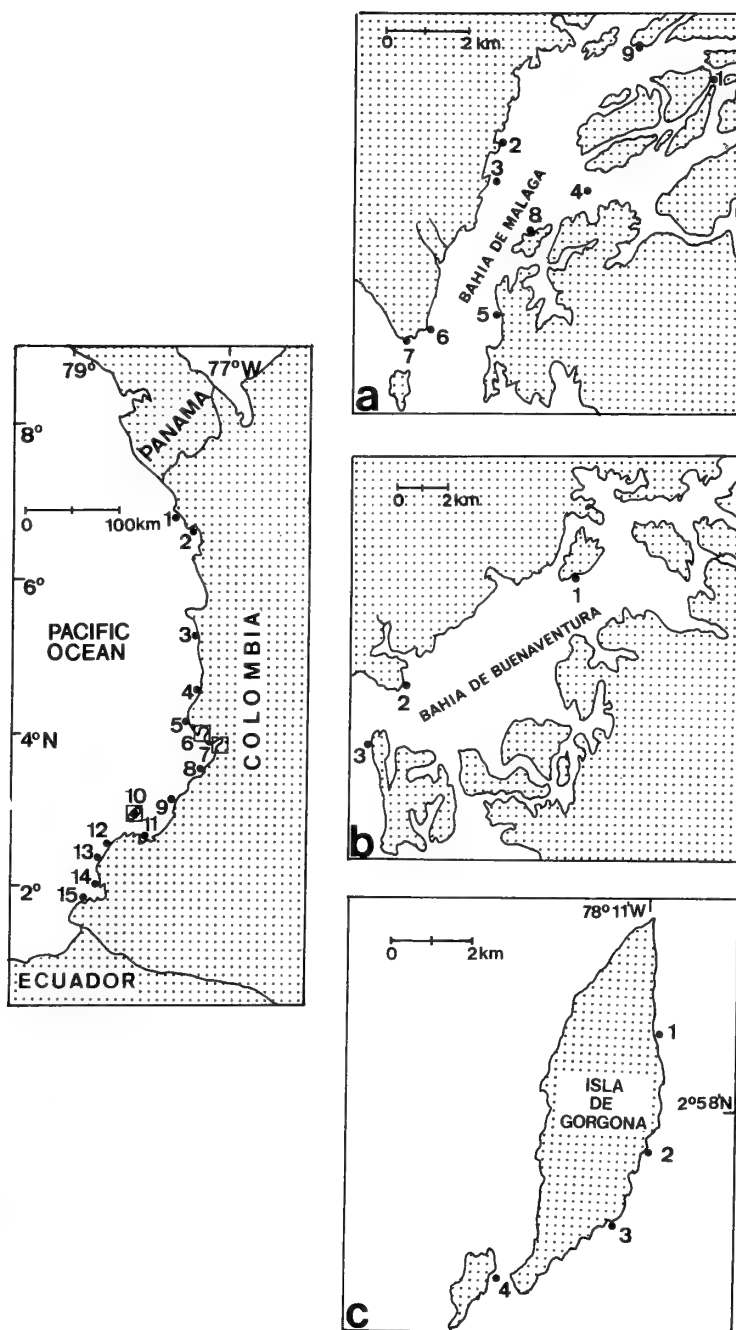 79°
77°W
PANAMA
8°
0 100km
1
2
6°
PACIFIC
OCEAN
3
COLOMBIA
4
4°N
5
6
7
8
10
9
11
12
13
14
2°
15
ECUADOR
0 2 km.
9
1
2
3
4
8
BAHIA DE MALAGA
5
6
7
a
0 2km.
1
BAHIA DE BUENAVENTURA
2
3
b
78°11'W
0 2km
1
ISLA
DE
GORGONA
2°58'N
2
3
4
c